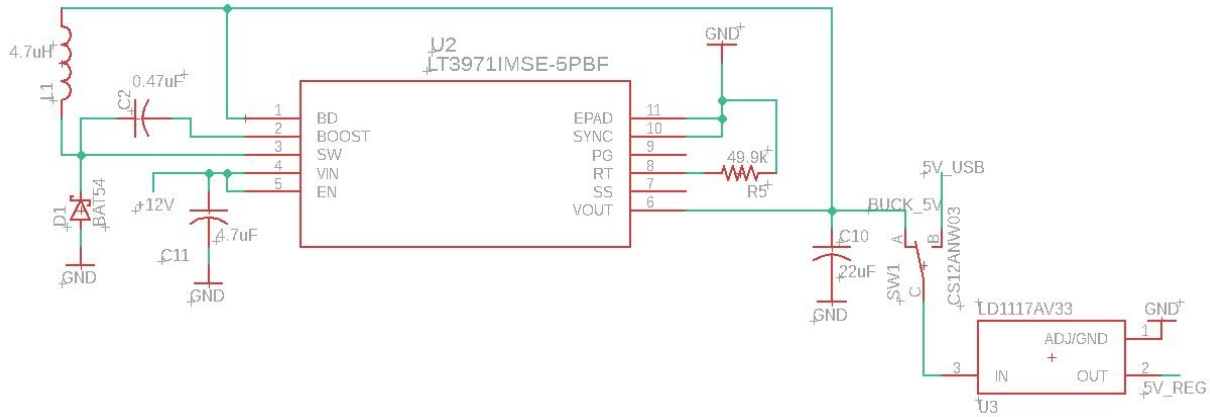 4.7uH
L1
0.47uF
C2
D1
BAT54
GND
+12V
4.7uF
C11
GND
U2
LT3971IMSE-5PBF
1 BD
2 BOOST
3 SW
4 VIN
5 EN
EPAD 11
SYNC 10
PG 9
RT 8
SS 7
VOUT 6
GND
49.9k
R5
BUCK_5V
5V_USB
C10
22uF
GND
A
B
C
SW1
CS12ANW03
LD1117AV33
ADJ/GND 1
3 IN
OUT 2
U3
GND
5V_REG